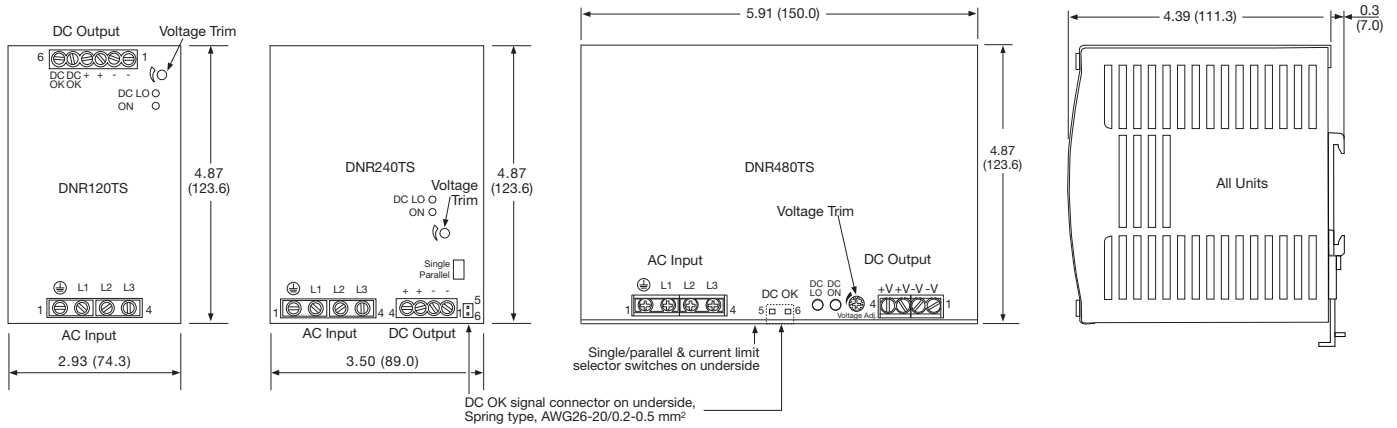 DC Output
Voltage Trim
6
1
DC DC + + - -
OK OK
DC LO
ON
4.87
(123.6)
DNR120TS
L1 L2 L3
1
4
AC Input
2.93 (74.3)
DNR240TS
4.87
(123.6)
Voltage
Trim
DC LO
ON
Single
Parallel
L1 L2 L3
+ + - -
5
1
4
4
1
6
AC Input
DC Output
3.50 (89.0)
DC OK signal connector on underside,
Spring type, AWG26-20/0.2-0.5 mm²
5.91 (150.0)
DNR480TS
4.87
(123.6)
Voltage Trim
AC Input
DC Output
L1 L2 L3
DC OK
DC DC
LO ON
+V +V -V -V
1
4
5
6
Voltage Adj.
4
1
Single/parallel & current limit
selector switches on underside
4.39 (111.3)
0.3
(7.0)
All Units